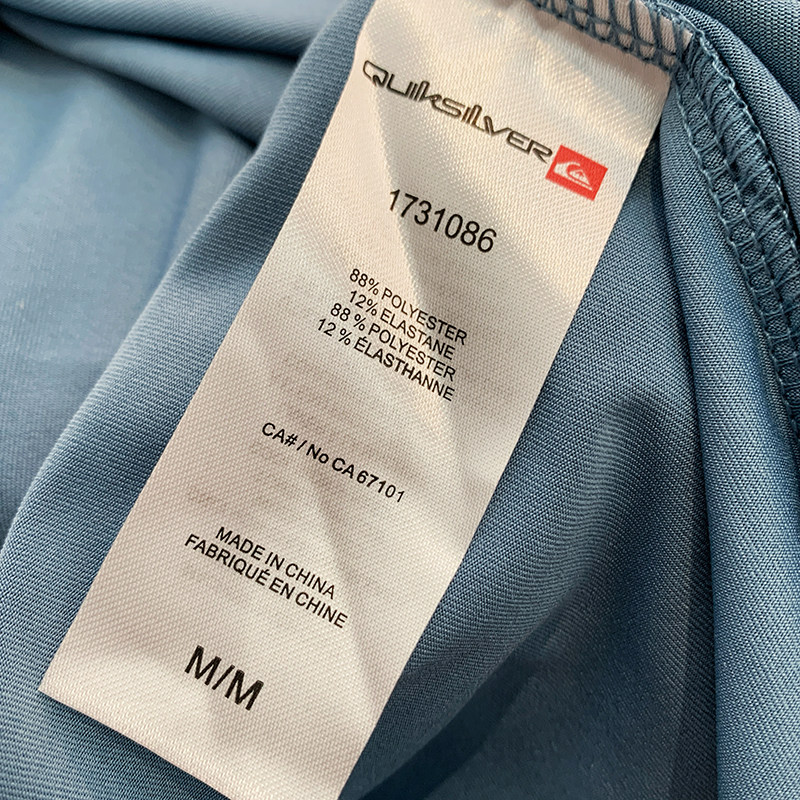 QUIKSILVER
1731086
88% POLYESTER
12% ELASTANE
88 % POLYESTER
12 % ÉLASTHANNE
CA# / No CA 67101
MADE IN CHINA
FABRIQUÉ EN CHINE
M/M